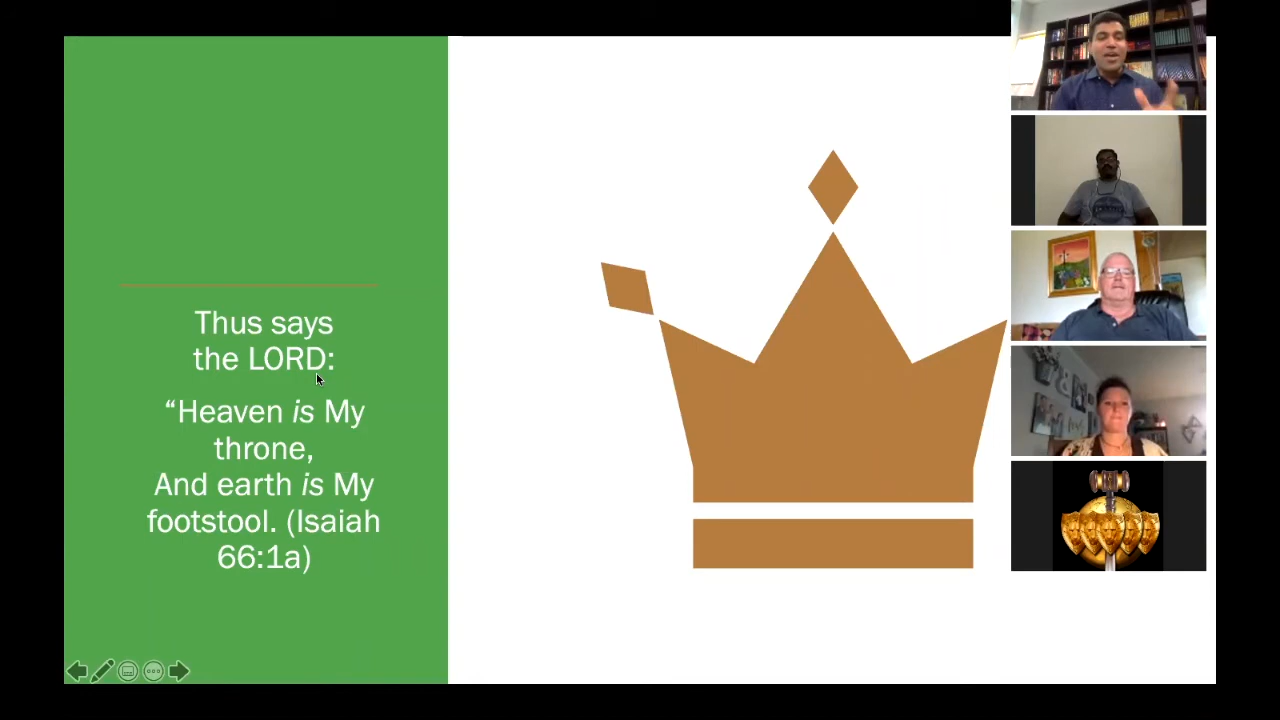 Thus says
the LORD:
“Heaven is My
throne,
And earth is My
footstool. (Isaiah
66:1a)